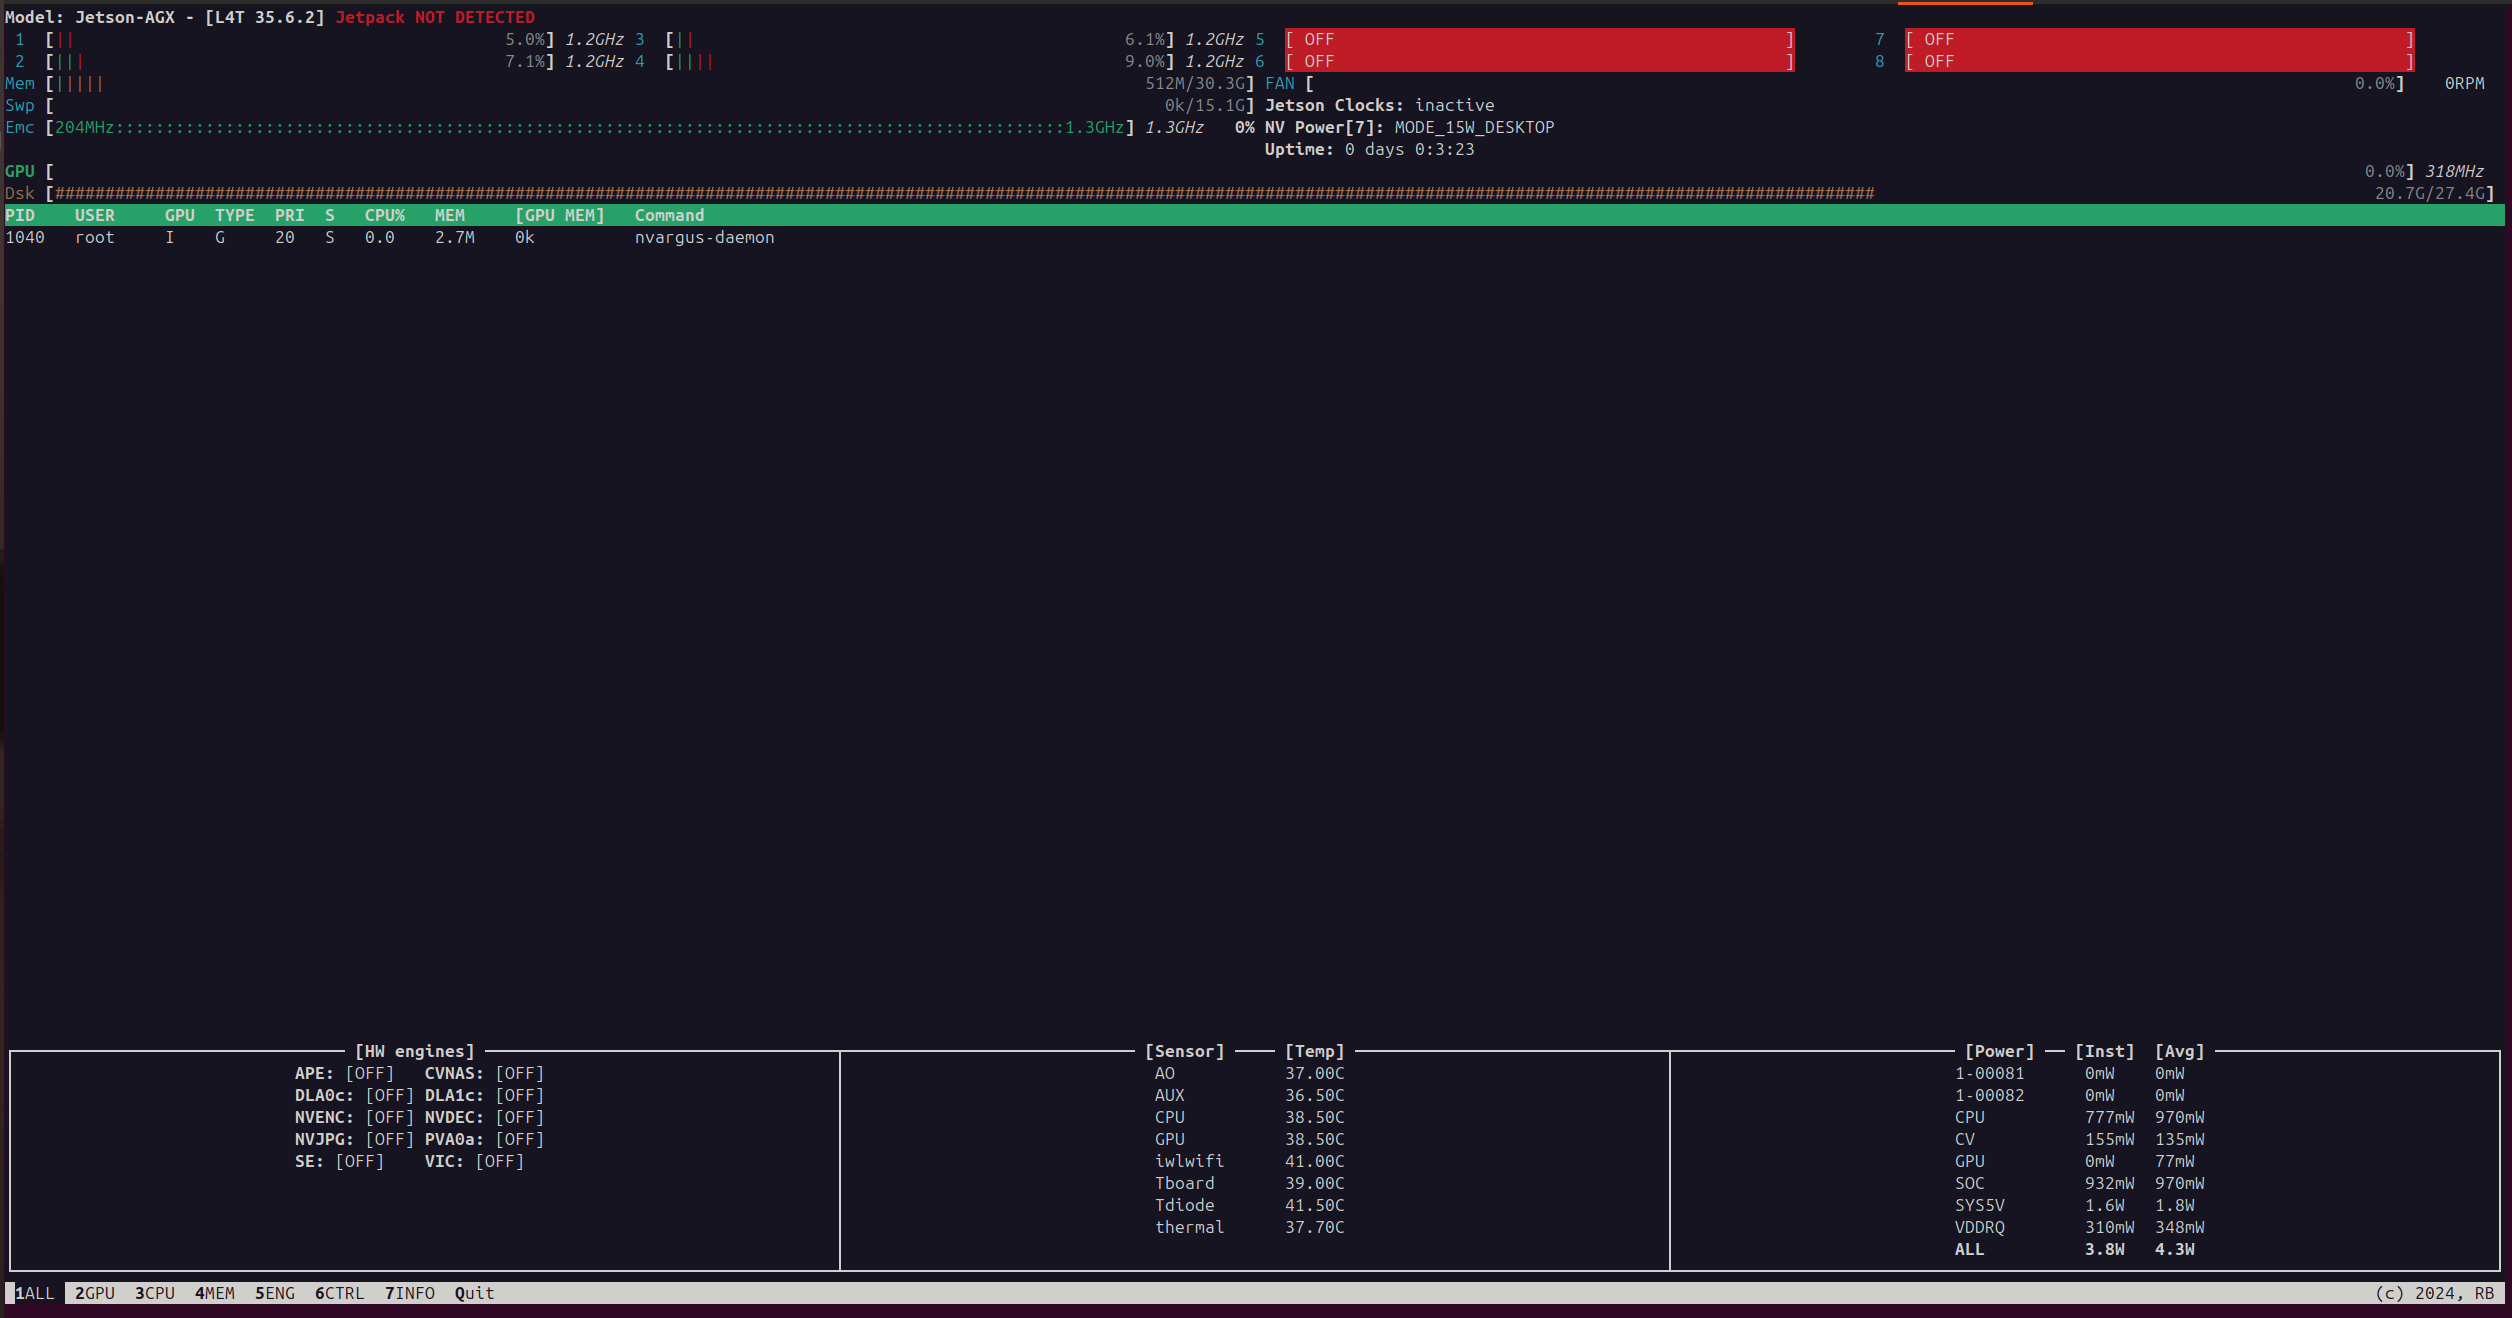 Model: Jetson-AGX - [L4T 35.6.2] Jetpack NOT DETECTED
1 [|| 5.0%] 1.2GHz 3 [|| 6.1%] 1.2GHz 5 [ OFF ] 7 [ OFF ]
2 [||| 7.1%] 1.2GHz 4 [|||| 9.0%] 1.2GHz 6 [ OFF ] 8 [ OFF ]
Mem [||||| 512M/30.3G] FAN [ 0.0%] 0RPM
Swp [ 0k/15.1G] Jetson Clocks: inactive
Emc [204MHz:::::::::::::::::::::::::::::::::::::::::::::::::::::::::::::::::::::::::::::::::::::::::::::::1.3GHz] 1.3GHz 0% NV Power[7]: MODE_15W_DESKTOP
Uptime: 0 days 0:3:23
GPU [ 0.0%] 318MHz
Dsk [###################################################################################################################################################################################### 20.7G/27.4G]
PID USER GPU TYPE PRI S CPU% MEM [GPU MEM] Command
1040 root I G 20 S 0.0 2.7M 0k nvargus-daemon
[HW engines] [Sensor] [Temp] [Power] [Inst] [Avg]
APE: [OFF] CVNAS: [OFF] AO 37.00C 1-00081 0mW 0mW
DLA0c: [OFF] DLA1c: [OFF] AUX 36.50C 1-00082 0mW 0mW
NVENC: [OFF] NVDEC: [OFF] CPU 38.50C CPU 777mW 970mW
NVJPG: [OFF] PVA0a: [OFF] GPU 38.50C CV 155mW 135mW
SE: [OFF] VIC: [OFF] iwlwifi 41.00C GPU 0mW 77mW
Tboard 39.00C SOC 932mW 970mW
Tdiode 41.50C SYS5V 1.6W 1.8W
thermal 37.70C VDDRQ 310mW 348mW
ALL 3.8W 4.3W
1ALL 2GPU 3CPU 4MEM 5ENG 6CTRL 7INFO Quit (c) 2024, RB